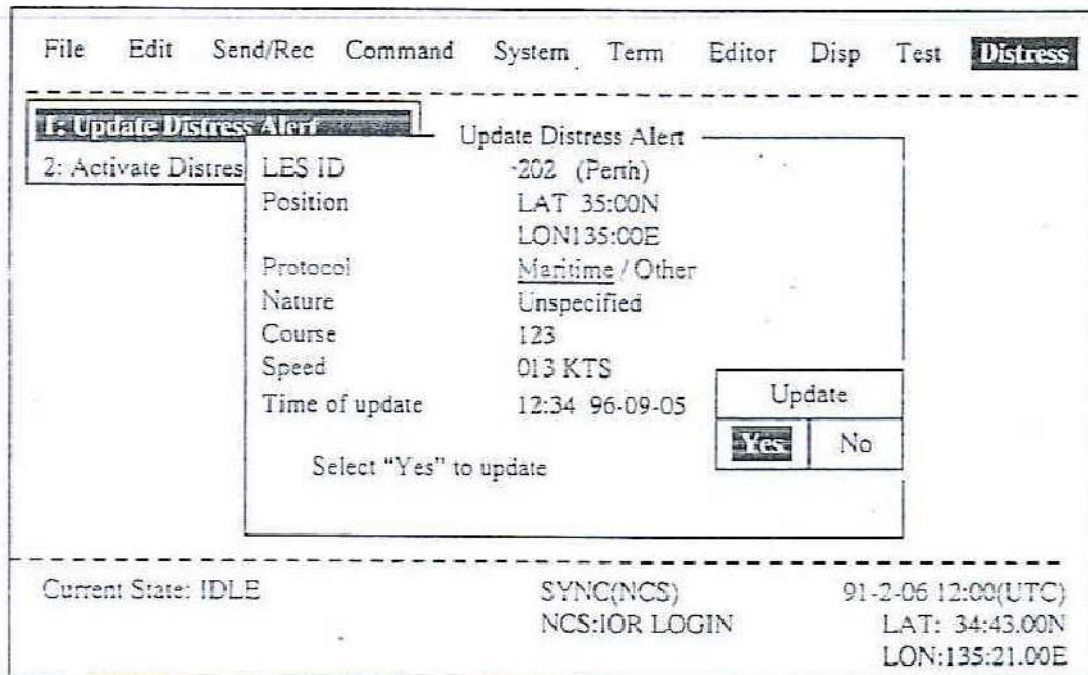 File Edit Send/Rec Command System Term Editor Disp Test Distress
1: Update Distress Alert
2: Activate Distres
Update Distress Alert
LES ID 202 (Perth)
Position LAT 35:00N
LON135:00E
Protocol Maritime / Other
Nature Unspecified
Course 123
Speed 013 KTS
Time of update 12:34 96-09-05
Update
Yes No
Select “Yes” to update
Current State: IDLE SYNC(NCS) 91-2-06 12:00(UTC)
NCS:IOR LOGIN LAT: 34:43.00N
LON:135:21.00E